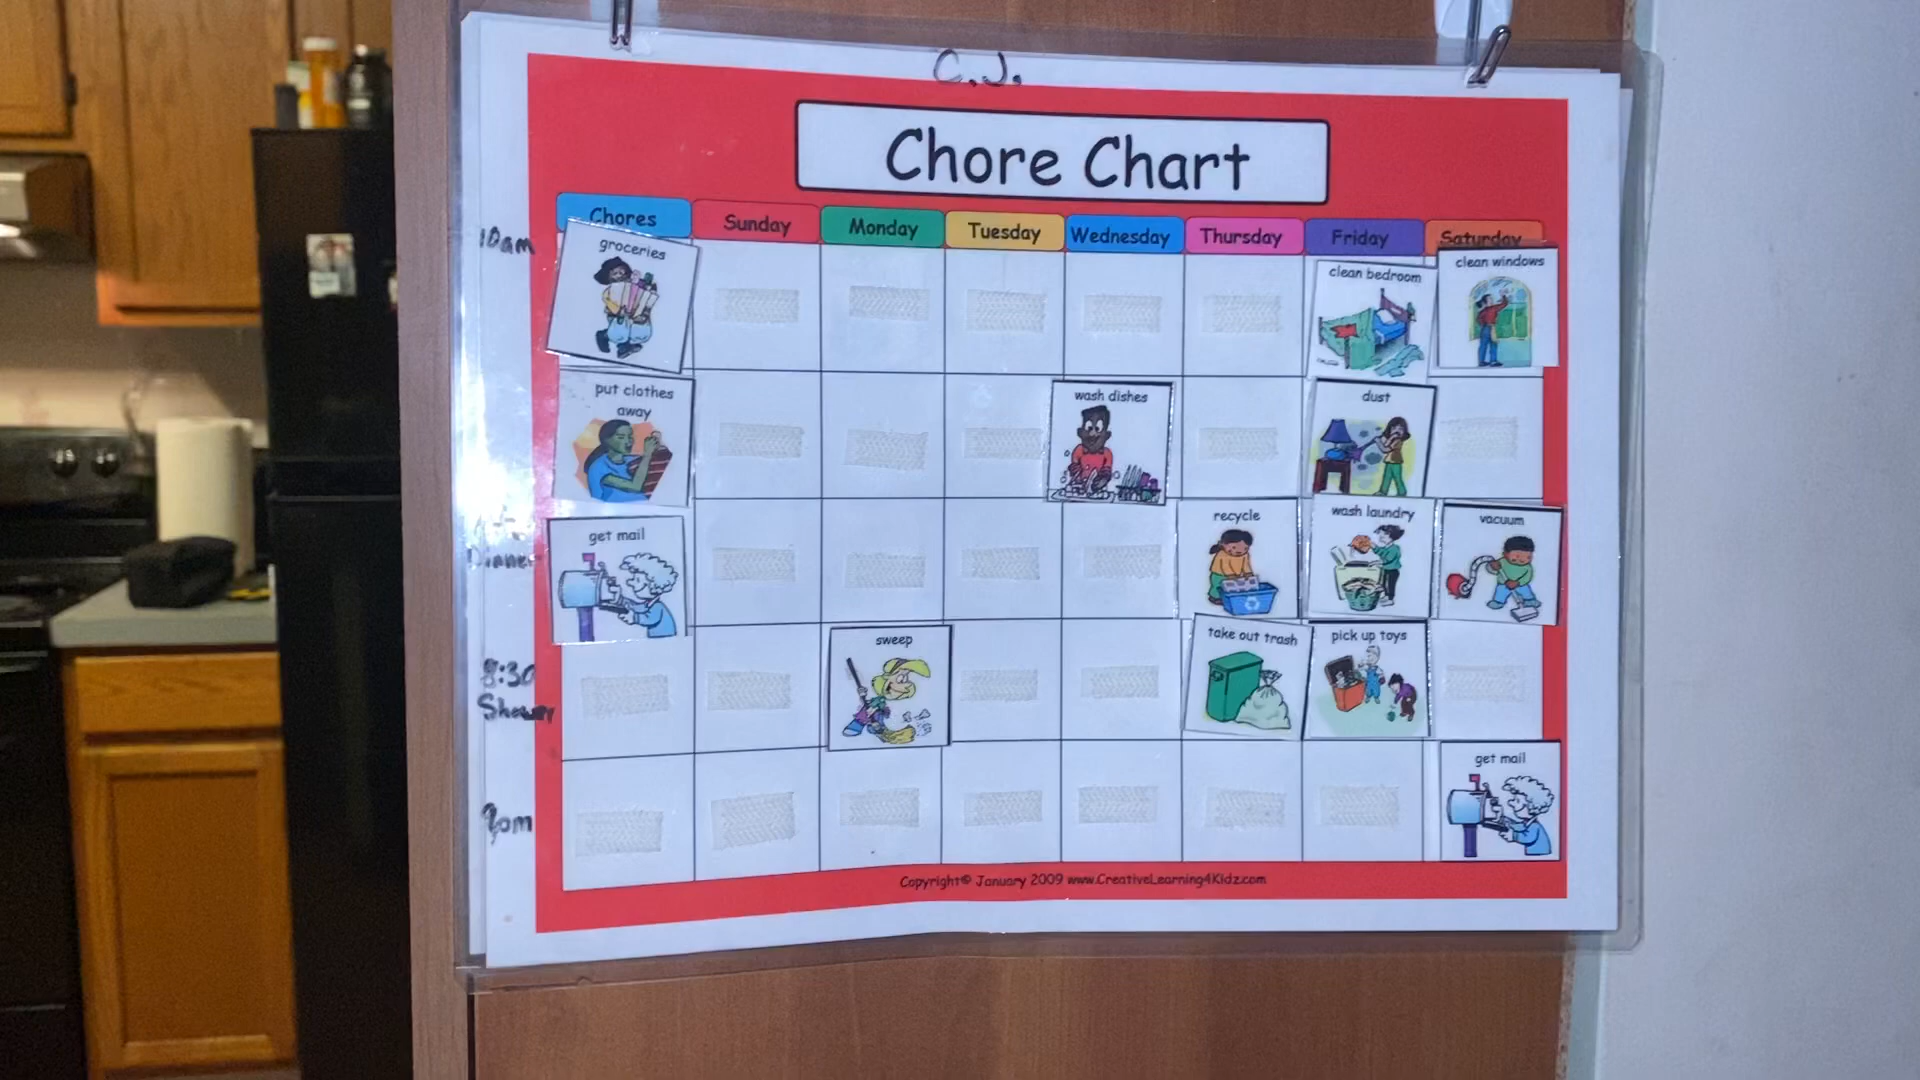 C.J.
Chore Chart
Chores Sunday Monday Tuesday Wednesday Thursday Friday Saturday
10am
groceries
clean bedroom
clean windows
put clothes
away
wash dishes
dust
Dinner
get mail
recycle
wash laundry
vacuum
8:30
Shower
sweep
take out trash
pick up toys
9pm
get mail
Copyright© January 2009 www.CreativeLearning4Kidz.com